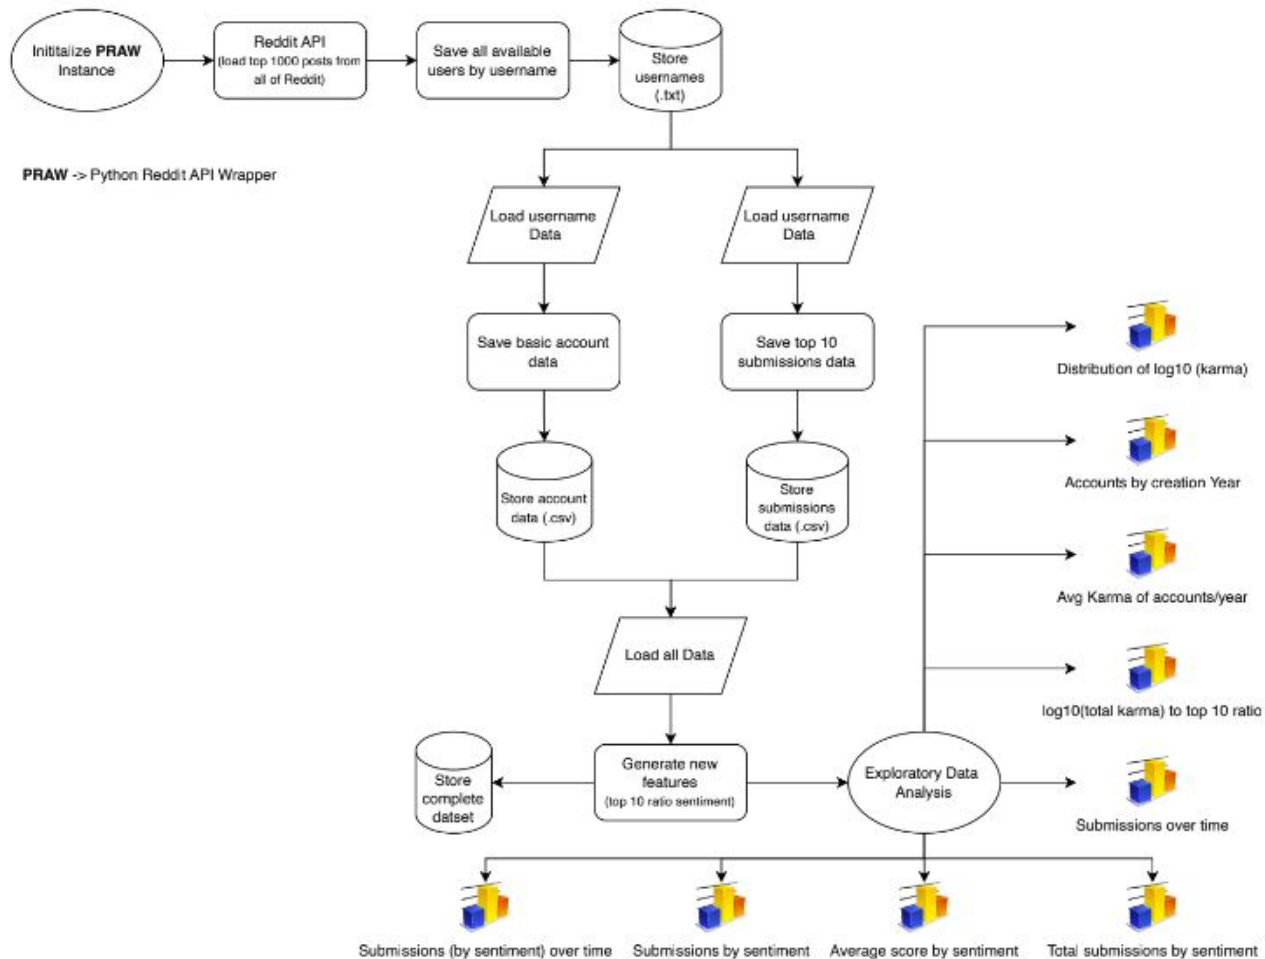 Inititalize PRAW
Instance
Reddit API
(load top 1000 posts from
all of Reddit)
Save all available
users by username
Store
usernames
(.txt)
PRAW -> Python Reddit API Wrapper
Load username
Data
Load username
Data
Save basic account
data
Save top 10
submissions data
Distribution of log10 (karma)
Store account
data (.csv)
Store
submissions
data (.csv)
Accounts by creation Year
Avg Karma of accounts/year
Load all Data
log10(total karma) to top 10 ratio
Store
complete
datset
Generate new
features
(top 10 ratio sentiment)
Exploratory Data
Analysis
Submissions over time
Submissions (by sentiment) over time
Submissions by sentiment
Average score by sentiment
Total submissions by sentiment